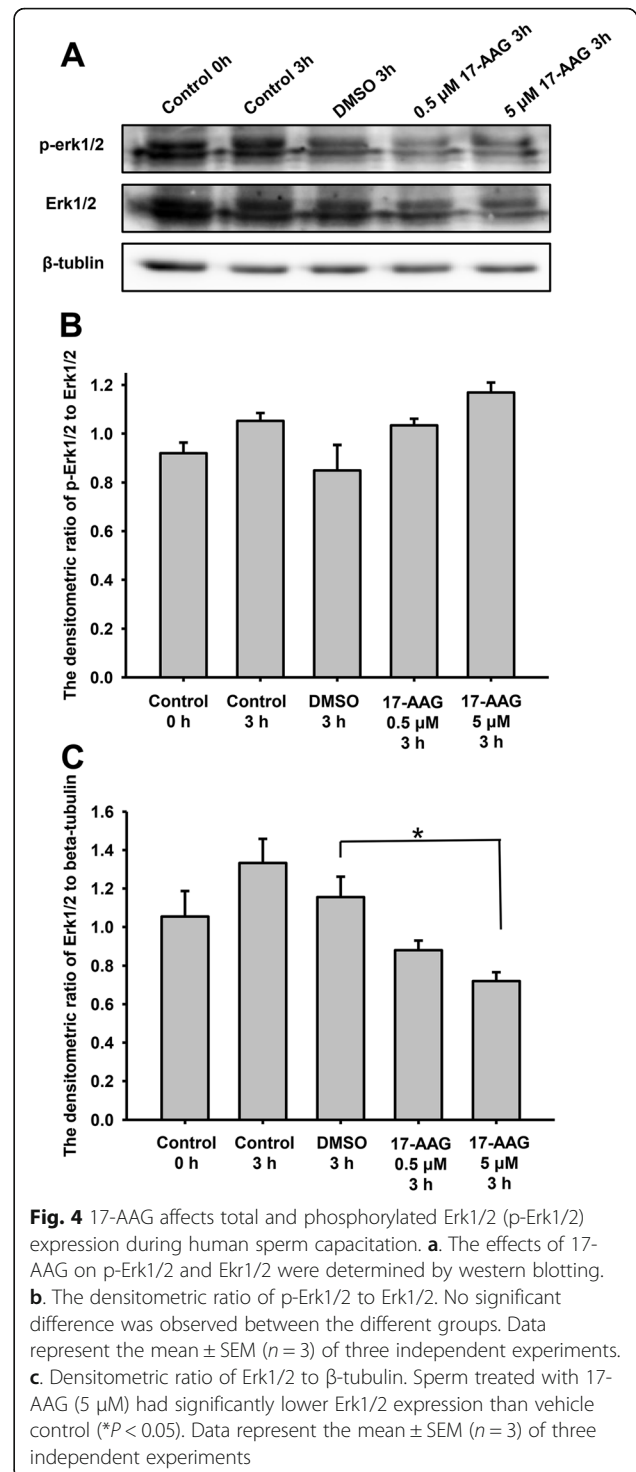 A
Control 0h
Control 3h
DMSO 3h
0.5 µM 17-AAG 3h
5 µM 17-AAG 3h
p-erk1/2
Erk1/2
β-tublin
B
The densitometric ratio of p-Erk1/2 to Erk1/2
1.2
1.0
0.8
0.6
0.4
0.2
0.0
Control
0 h
Control
3 h
DMSO
3 h
17-AAG
0.5 µM
3 h
17-AAG
5 µM
3 h
C
The densitometric ratio of Erk1/2 to beta-tubulin
1.6
1.4
1.2
1.0
0.8
0.6
0.4
0.2
0.0
*
Control
0 h
Control
3 h
DMSO
3 h
17-AAG
0.5 µM
3 h
17-AAG
5 µM
3 h
Fig. 4 17-AAG affects total and phosphorylated Erk1/2 (p-Erk1/2)
expression during human sperm capacitation. a. The effects of 17-
AAG on p-Erk1/2 and Ekr1/2 were determined by western blotting.
b. The densitometric ratio of p-Erk1/2 to Erk1/2. No significant
difference was observed between the different groups. Data
represent the mean ± SEM (n = 3) of three independent experiments.
c. Densitometric ratio of Erk1/2 to β-tubulin. Sperm treated with 17-
AAG (5 µM) had significantly lower Erk1/2 expression than vehicle
control (*P < 0.05). Data represent the mean ± SEM (n = 3) of three
independent experiments